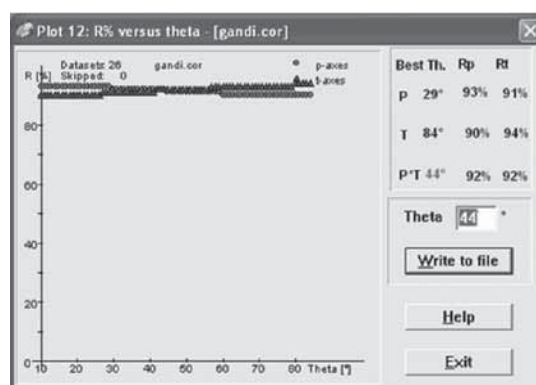 Plot 12: R% versus theta - [gandi.cor]
Datasets 26 gandi.cor p-axes
R [%] Skipped: 0 t-axes
80
60
40
20
0
10 20 30 40 50 60 70 80 Theta [°]
Best Th. Rp Rt
P 29° 93% 91%
T 84° 90% 94%
P*T 44° 92% 92%
Theta 44 °
Write to file
Help
Exit